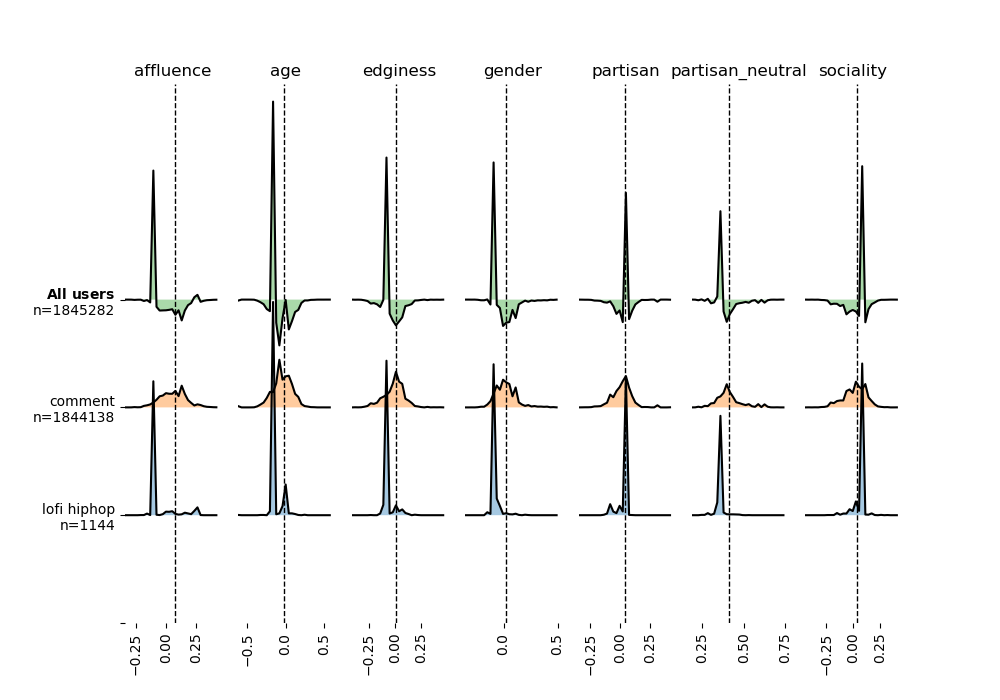 affluence age edginess gender partisan partisan_neutral sociality
All users
n=1845282
comment
n=1844138
lofi hiphop
n=1144
−0.25 0.00 0.25 −0.5 0.0 0.5 −0.25 0.00 0.25 0.0 0.5 −0.25 0.00 0.25 0.25 0.50 0.75 −0.25 0.00 0.25